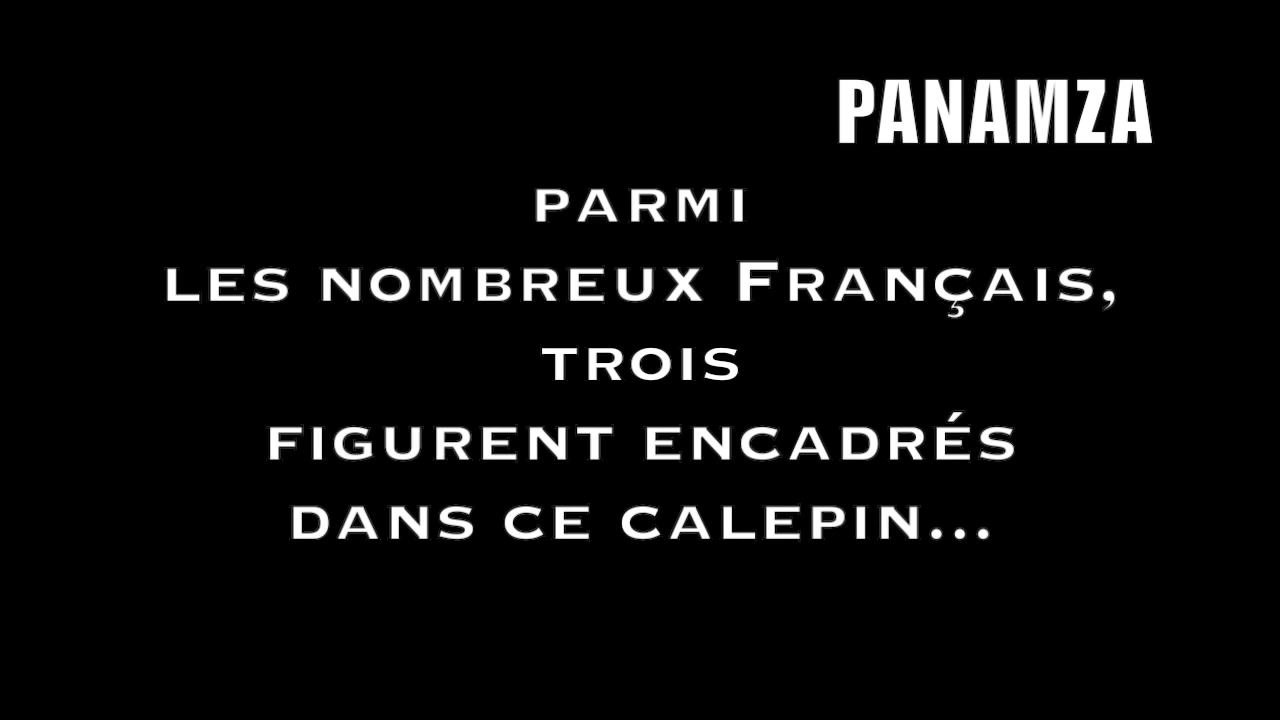 PANAMZA
PARMI
LES NOMBREUX FRANÇAIS,
TROIS
FIGURENT ENCADRÉS
DANS CE CALEPIN...